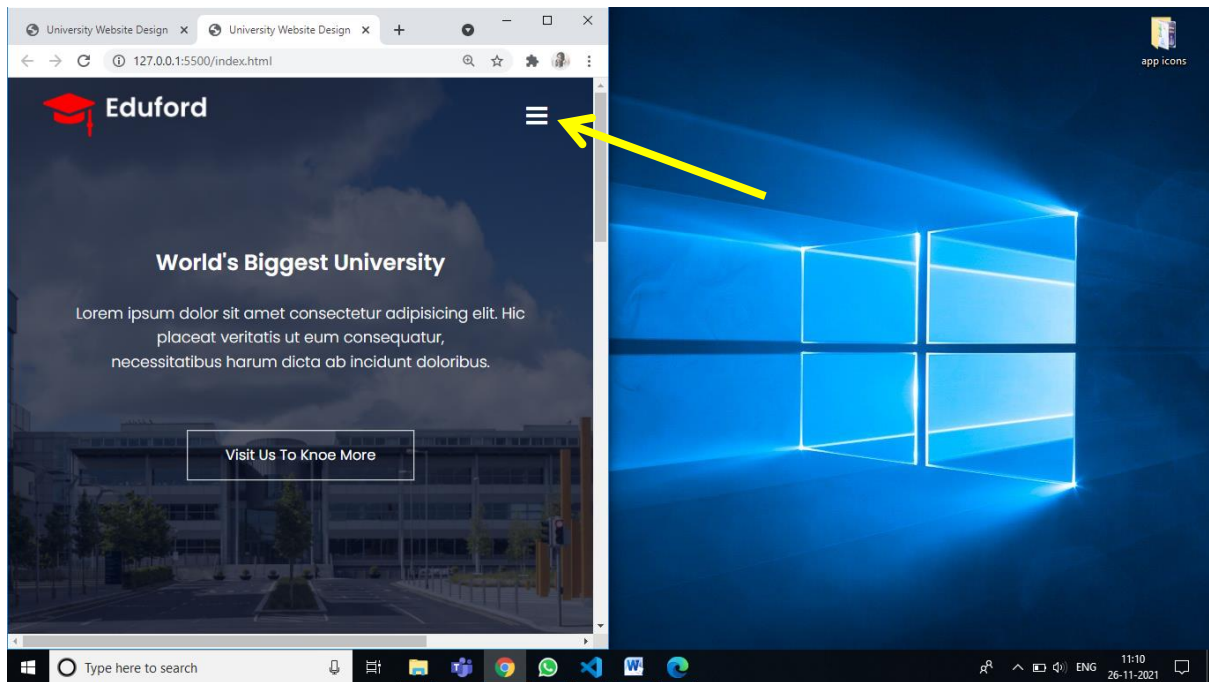 University Website Design
University Website Design
127.0.0.1:5500/index.html
app icons
Eduford
World's Biggest University
Lorem ipsum dolor sit amet consectetur adipisicing elit. Hic
placeat veritatis ut eum consequatur,
necessitatibus harum dicta ab incidunt doloribus.
Visit Us To Knoe More
Type here to search
ENG
11:10
26-11-2021